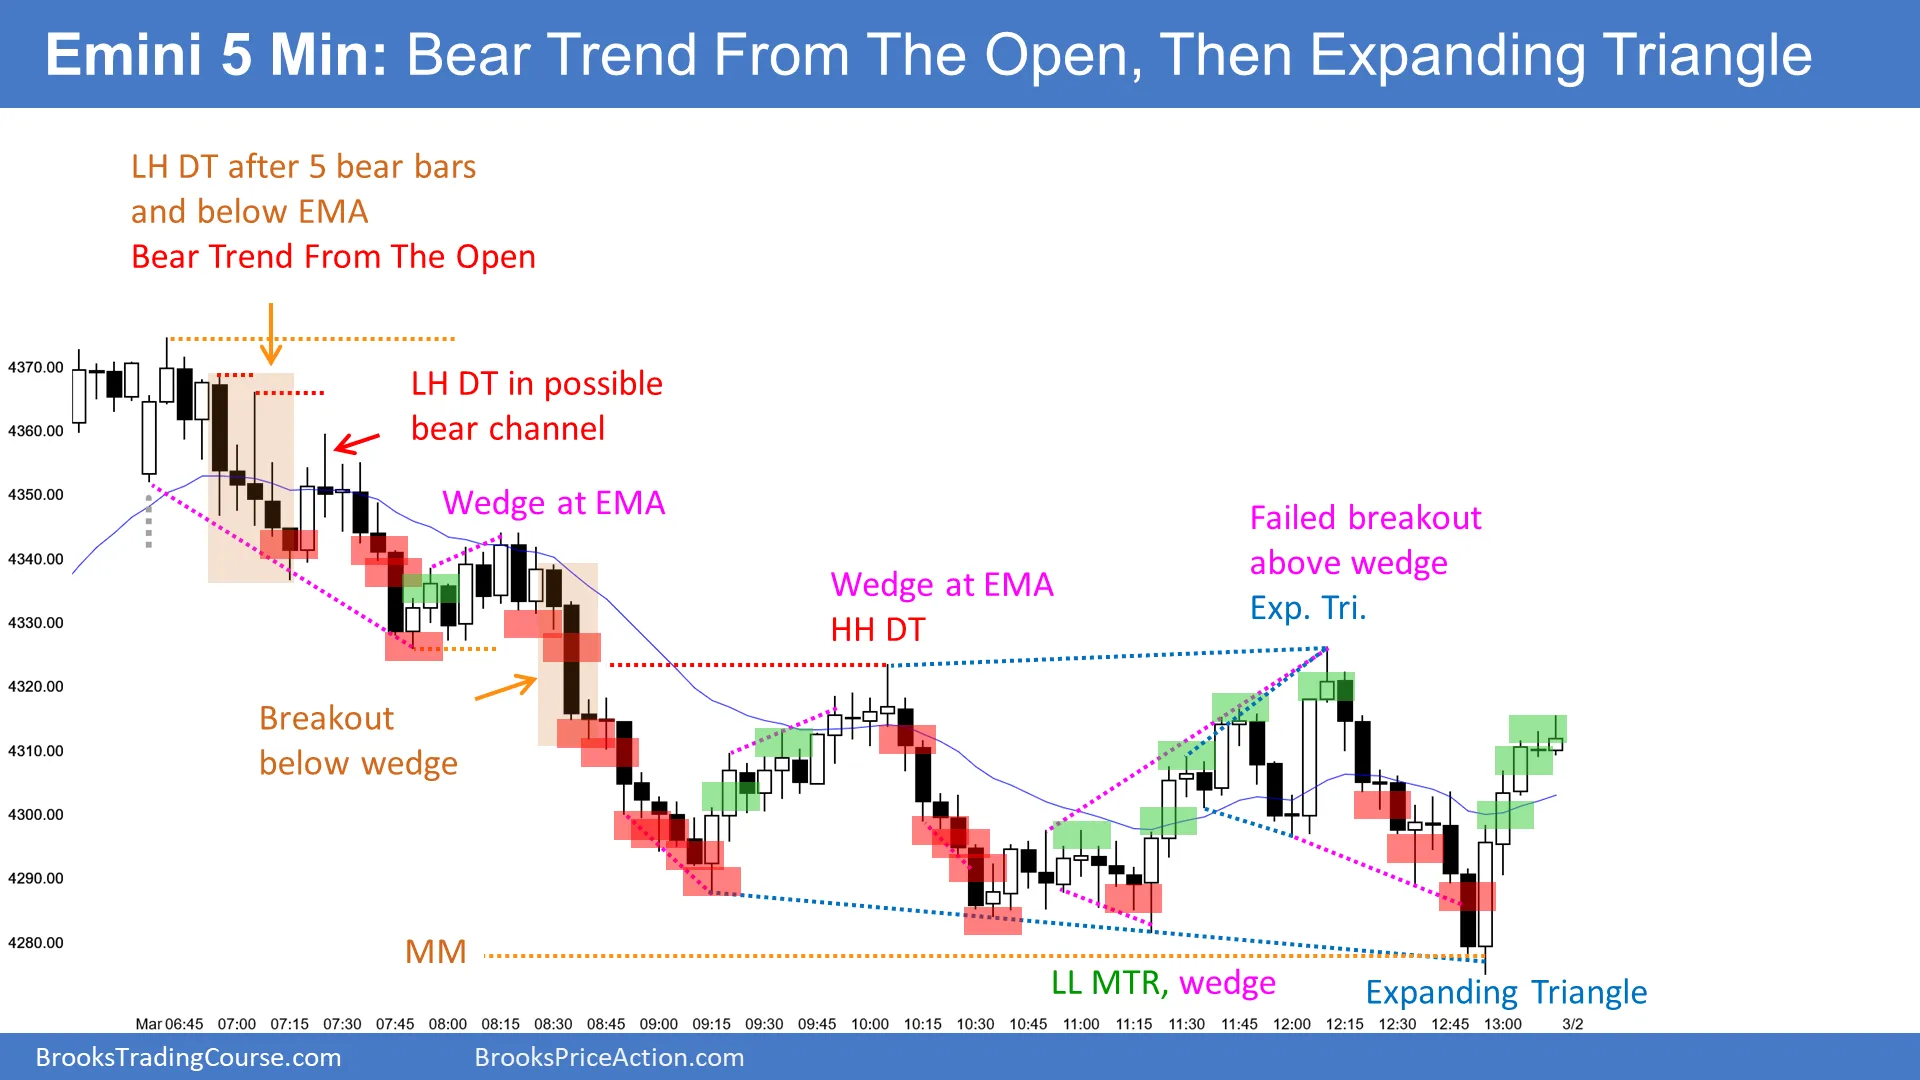 Emini 5 Min: Bear Trend From The Open, Then Expanding Triangle
LH DT after 5 bear bars
and below EMA
Bear Trend From The Open
LH DT in possible
bear channel
Wedge at EMA
Failed breakout
above wedge
Exp. Tri.
Wedge at EMA
HH DT
Breakout
below wedge
MM
LL MTR, wedge
Expanding Triangle
4370.00
4360.00
4350.00
4340.00
4330.00
4320.00
4310.00
4300.00
4290.00
4280.00
Mar 06:45 07:00 07:15 07:30 07:45 08:00 08:15 08:30 08:45 09:00 09:15 09:30 09:45 10:00 10:15 10:30 10:45 11:00 11:15 11:30 11:45 12:00 12:15 12:30 12:45 13:00 3/2
BrooksTradingCourse.com BrooksPriceAction.com